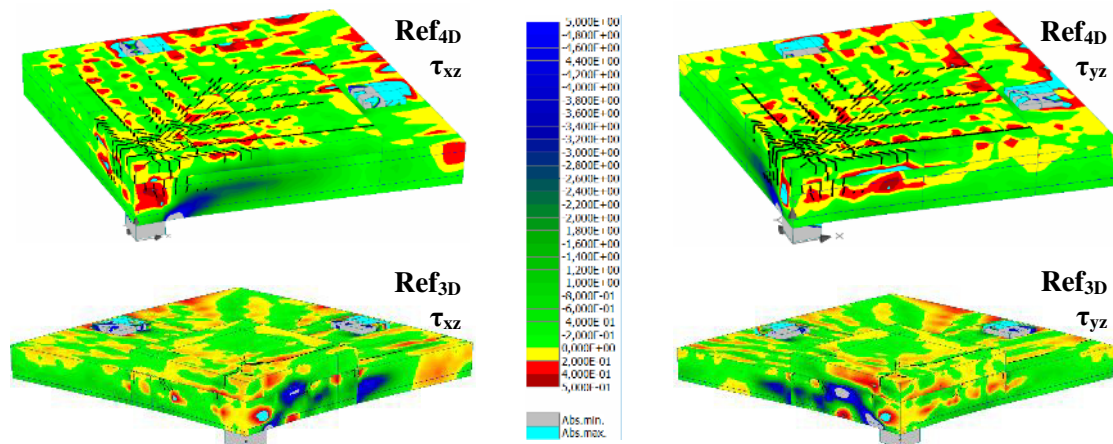 Ref4D
τxz
5,000E+00
-4,800E+00
-4,600E+00
4,400E+00
-4,200E+00
-4,000E+00
3,800E+00
3,600E+00
-3,400E+00
-3,200E+00
-3,000E+00
-2,800E+00
-2,600E+00
-2,400E+00
-2,200E+00
2,000E+00
1,800E+00
-1,600E+00
-1,400E+00
1,200E+00
1,000E+00
-8,000E-01
-6,000E-01
4,000E-01
-2,000E-01
0,000E+00
2,000E-01
4,000E-01
5,000E-01
Abs.min.
Abs.max.
Ref4D
τyz
X
Ref3D
τxz
Ref3D
τyz